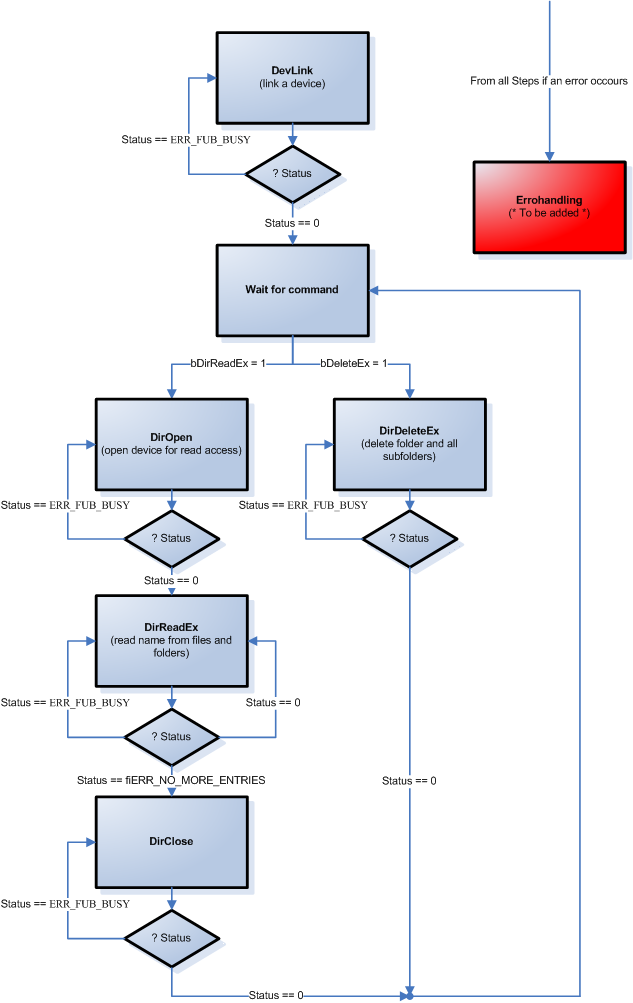 DevLink
(link a device)
From all Steps if an error occours
Status == ERR_FUB_BUSY
? Status
Errohandling
(* To be added *)
Status == 0
Wait for command
bDirReadEx = 1
bDeleteEx = 1
DirOpen
(open device for read access)
DirDeleteEx
(delete folder and all
subfolders)
Status == ERR_FUB_BUSY
Status == ERR_FUB_BUSY
? Status
? Status
Status == 0
DirReadEx
(read name from files and
folders)
Status == ERR_FUB_BUSY
Status == 0
? Status
Status == fiERR_NO_MORE_ENTRIES
Status == 0
DirClose
Status == ERR_FUB_BUSY
? Status
Status == 0